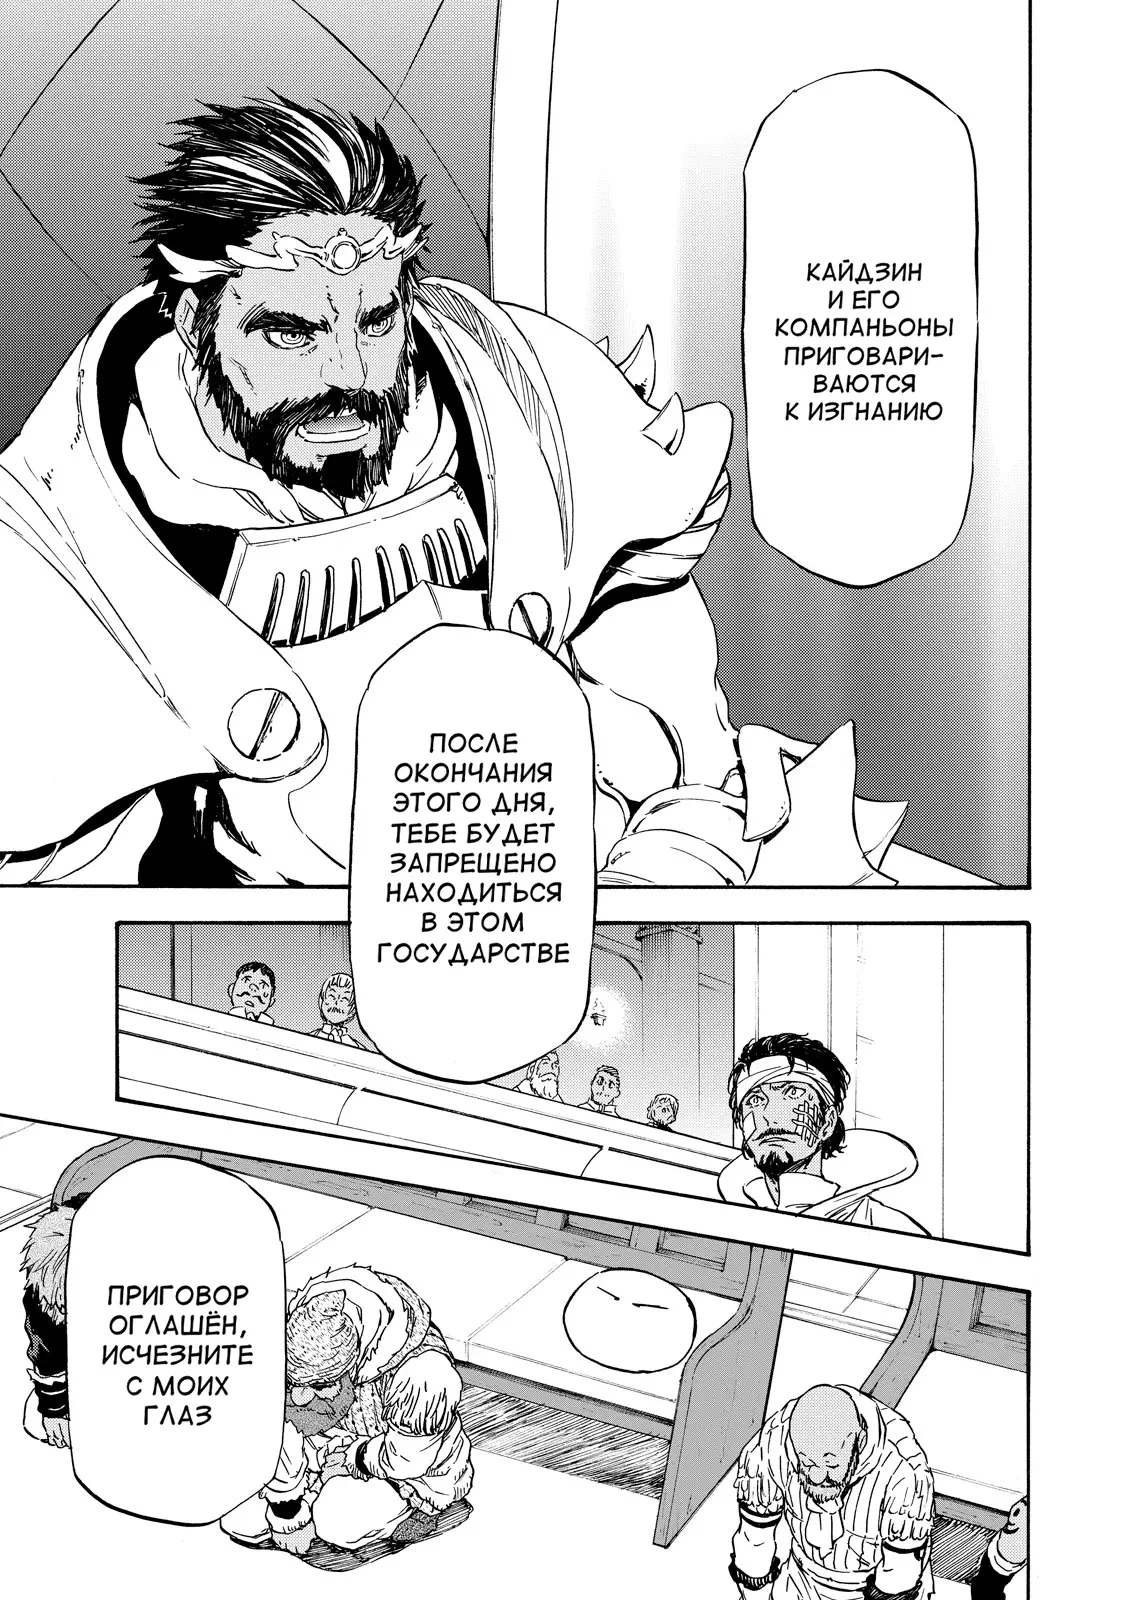 КАЙДЗИН
И ЕГО
КОМПАНЬОНЫ
ПРИГОВАРИ-
ВАЮТСЯ
К ИЗГНАНИЮ
ПОСЛЕ
ОКОНЧАНИЯ
ЭТОГО ДНЯ,
ТЕБЕ БУДЕТ
ЗАПРЕЩЕНО
НАХОДИТЬСЯ
В ЭТОМ
ГОСУДАРСТВЕ
ПРИГОВОР
ОГЛАШЁН,
ИСЧЕЗНИТЕ
С МОИХ
ГЛАЗ